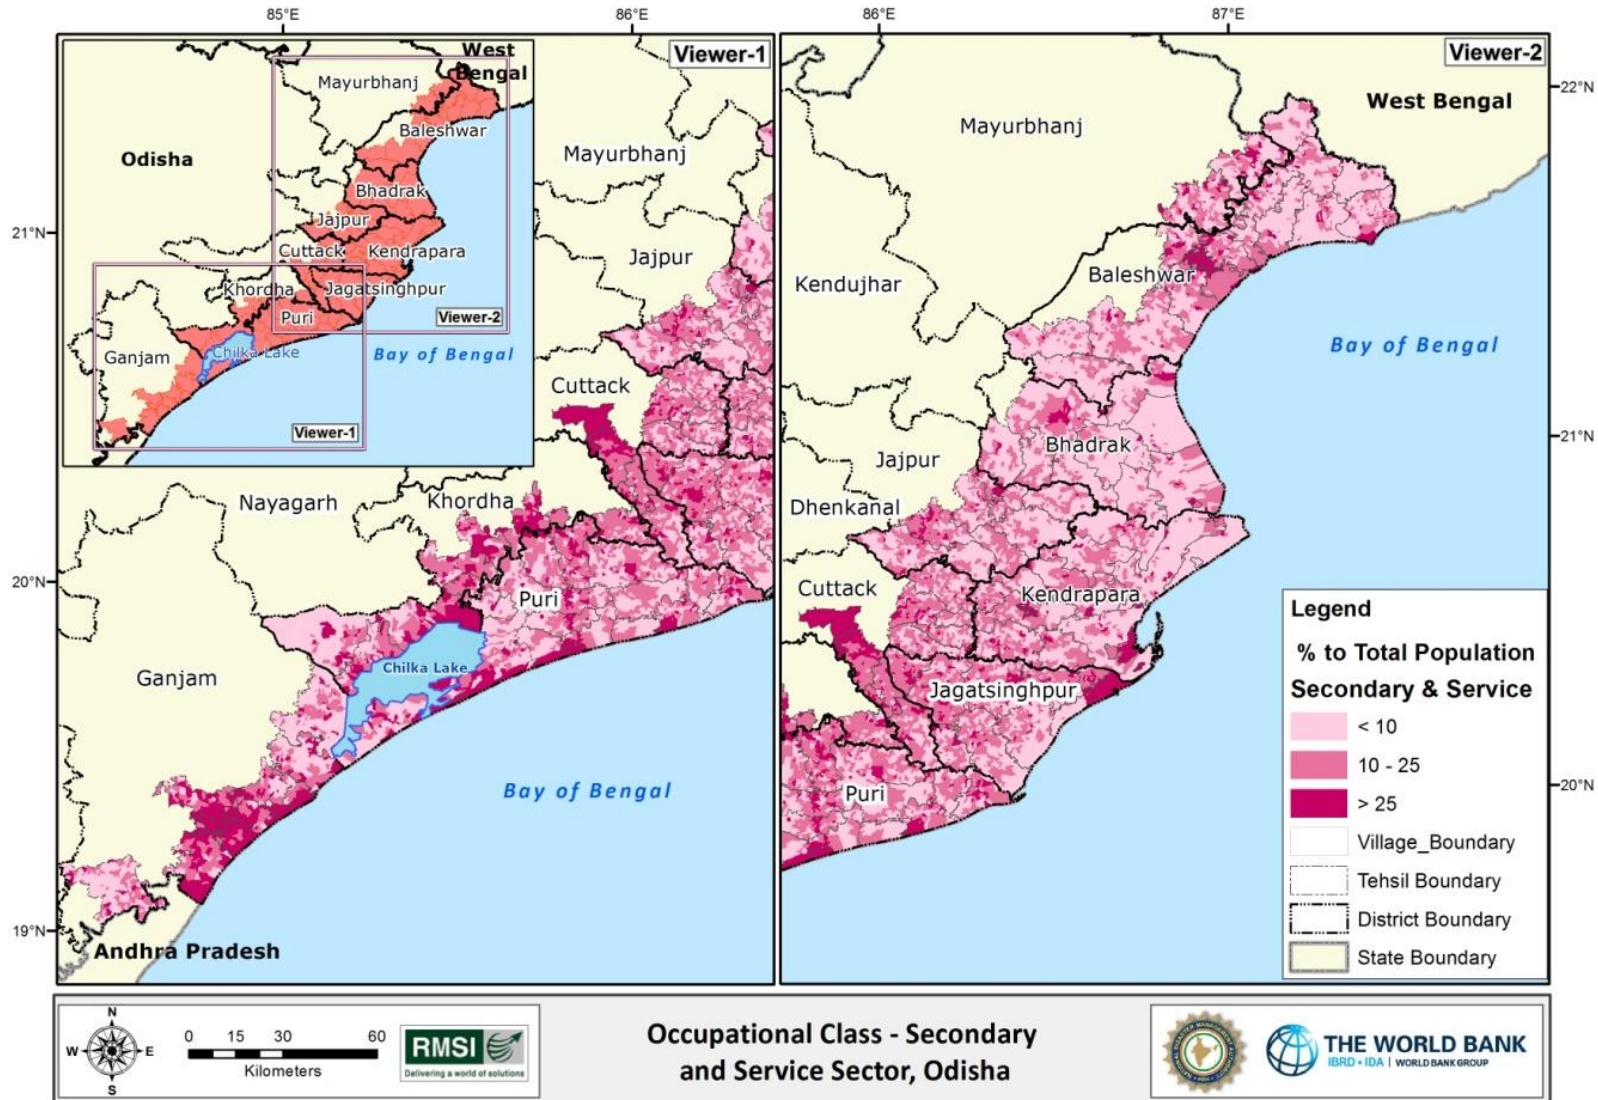 85°E
86°E
86°E
87°E
Viewer-1
Viewer-2
West
Bengal
Mayurbhanj
Baleshwar
Odisha
Bhadrak
Jajpur
Cuttack
Kendrapara
Khordha
Jagatsinghpur
Puri
Viewer-2
Ganjam
Chilka Lake
Bay of Bengal
Viewer-1
21°N
20°N
19°N
Mayurbhanj
Jajpur
Cuttack
Nayagarh
Khordha
Puri
Ganjam
Chilka Lake
Bay of Bengal
Andhra Pradesh
22°N
21°N
20°N
West Bengal
Mayurbhanj
Kendujhar
Baleshwar
Bay of Bengal
Bhadrak
Jajpur
Dhenkanal
Cuttack
Kendrapara
Jagatsinghpur
Puri
Legend
% to Total Population
Secondary & Service
< 10
10 - 25
> 25
Village_Boundary
Tehsil Boundary
District Boundary
State Boundary
N
W E
S
0 15 30 60
Kilometers
RMSI
Delivering a world of solutions
Occupational Class - Secondary
and Service Sector, Odisha
THE WORLD BANK
IBRD • IDA | WORLD BANK GROUP